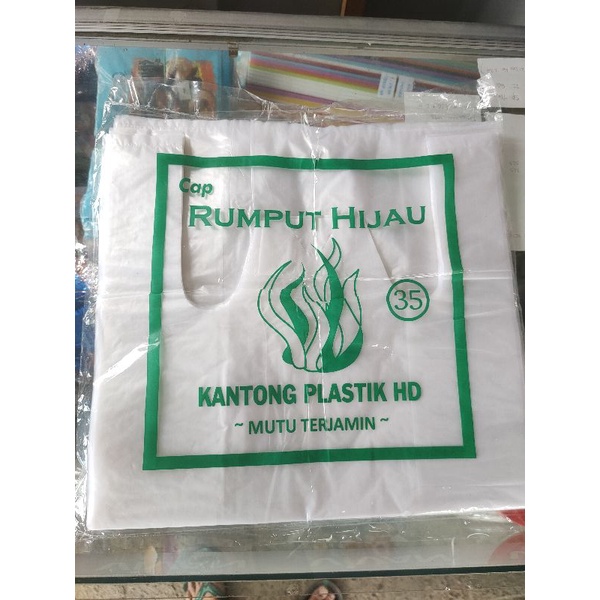 Cap
RUMPUT HIJAU
35
KANTONG PLASTIK HD
~ MUTU TERJAMIN ~